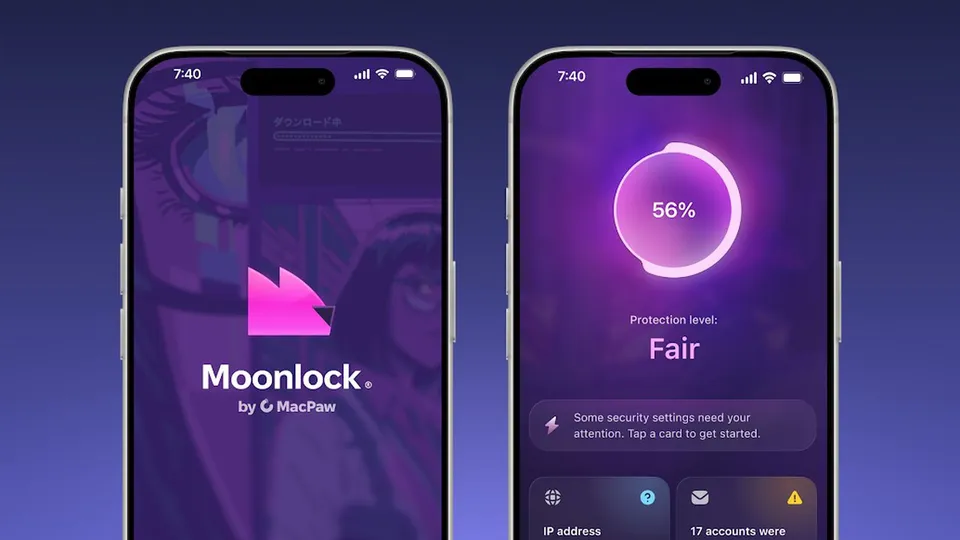 7:40
ダウンロード中
Moonlock®
by MacPaw
7:40
56%
Protection level:
Fair
Some security settings need your
attention. Tap a card to get started.
?
IP address
17 accounts were